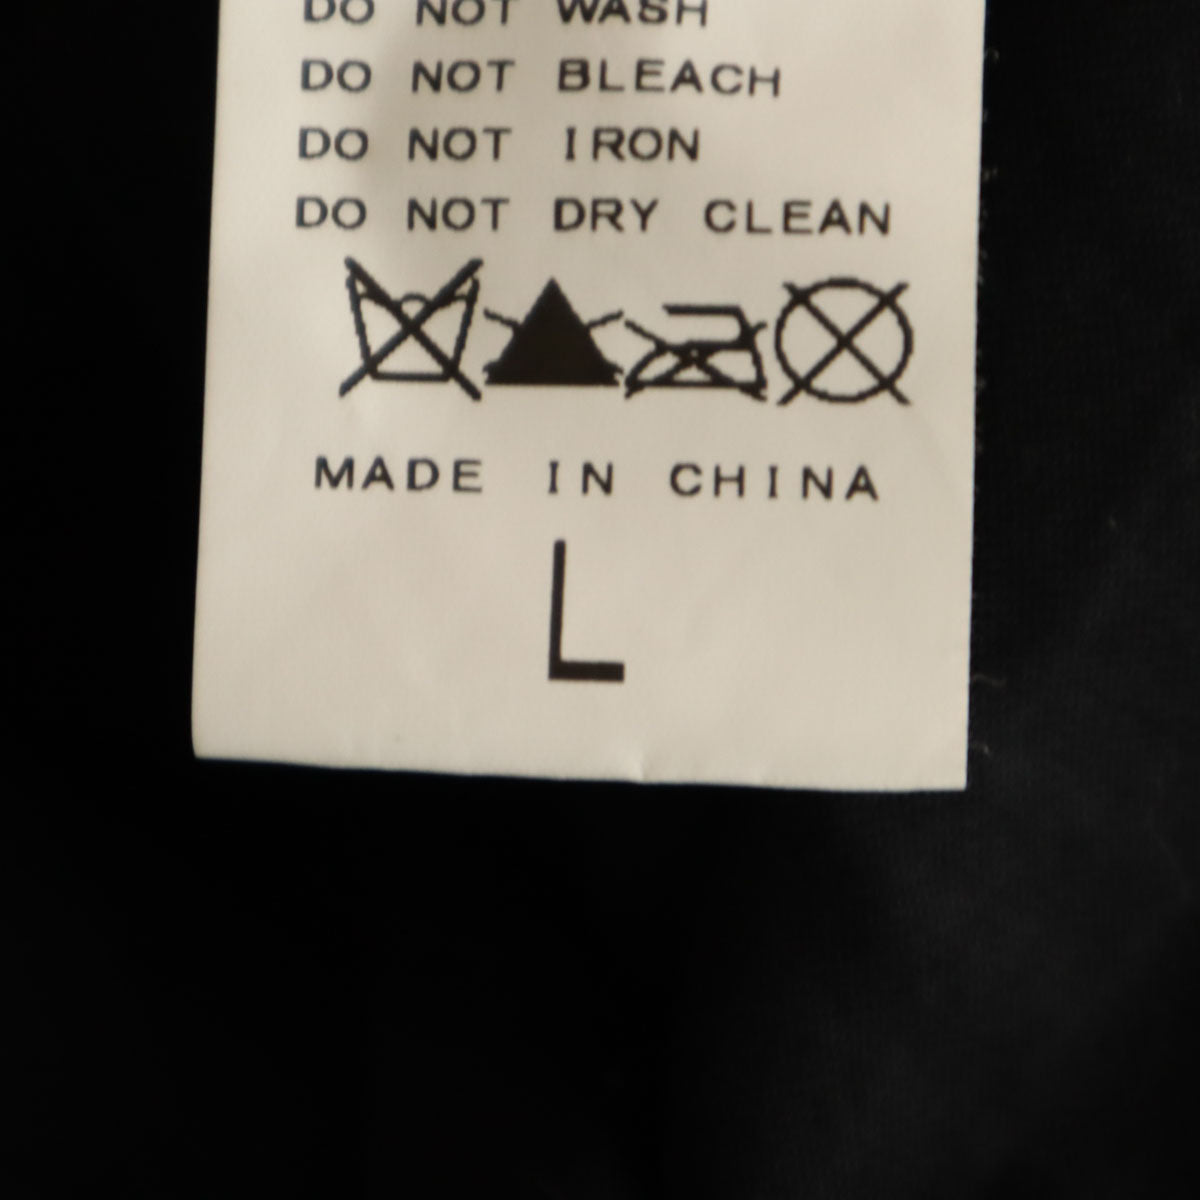 DO NOT WASH
DO NOT BLEACH
DO NOT IRON
DO NOT DRY CLEAN
MADE IN CHINA
L